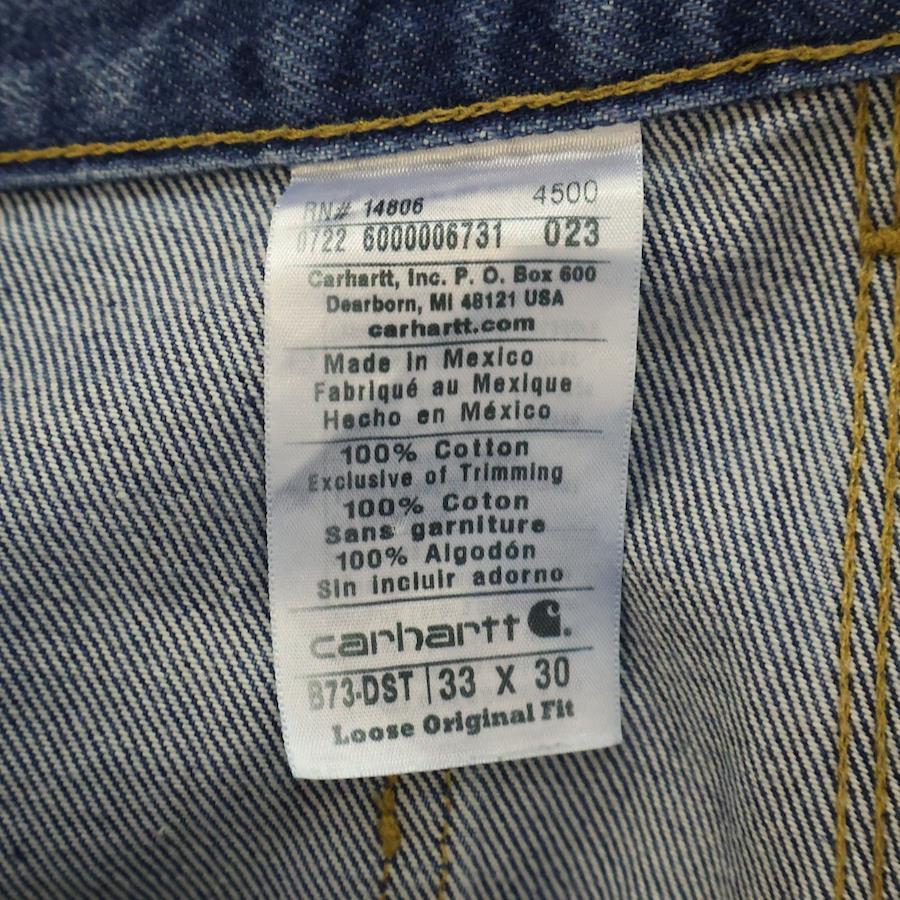 RN# 14806 4500
0722 6000006731 023
Carhartt, Inc. P. O. Box 600
Dearborn, MI 48121 USA
carhartt.com
Made in Mexico
Fabriqué au Mexique
Hecho en México
100% Cotton
Exclusive of Trimming
100% Coton
Sans garniture
100% Algodón
Sin incluir adorno
carhartt
B73-DST | 33 X 30
Loose Original Fit